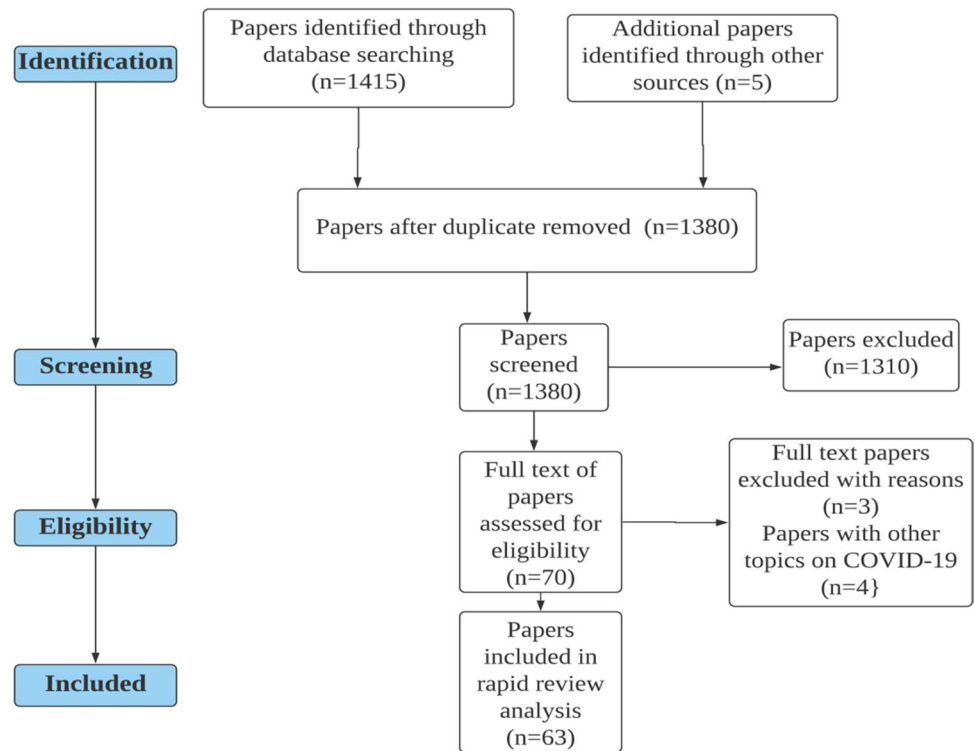 Identification
Papers identified through
database searching
(n=1415)
Additional papers
identified through other
sources (n=5)
Papers after duplicate removed (n=1380)
Screening
Papers
screened
(n=1380)
Papers excluded
(n=1310)
Eligibility
Full text of
papers
assessed for
eligibility
(n=70)
Full text papers
excluded with reasons
(n=3)
Papers with other
topics on COVID-19
(n=4}
Included
Papers
included in
rapid review
analysis
(n=63)